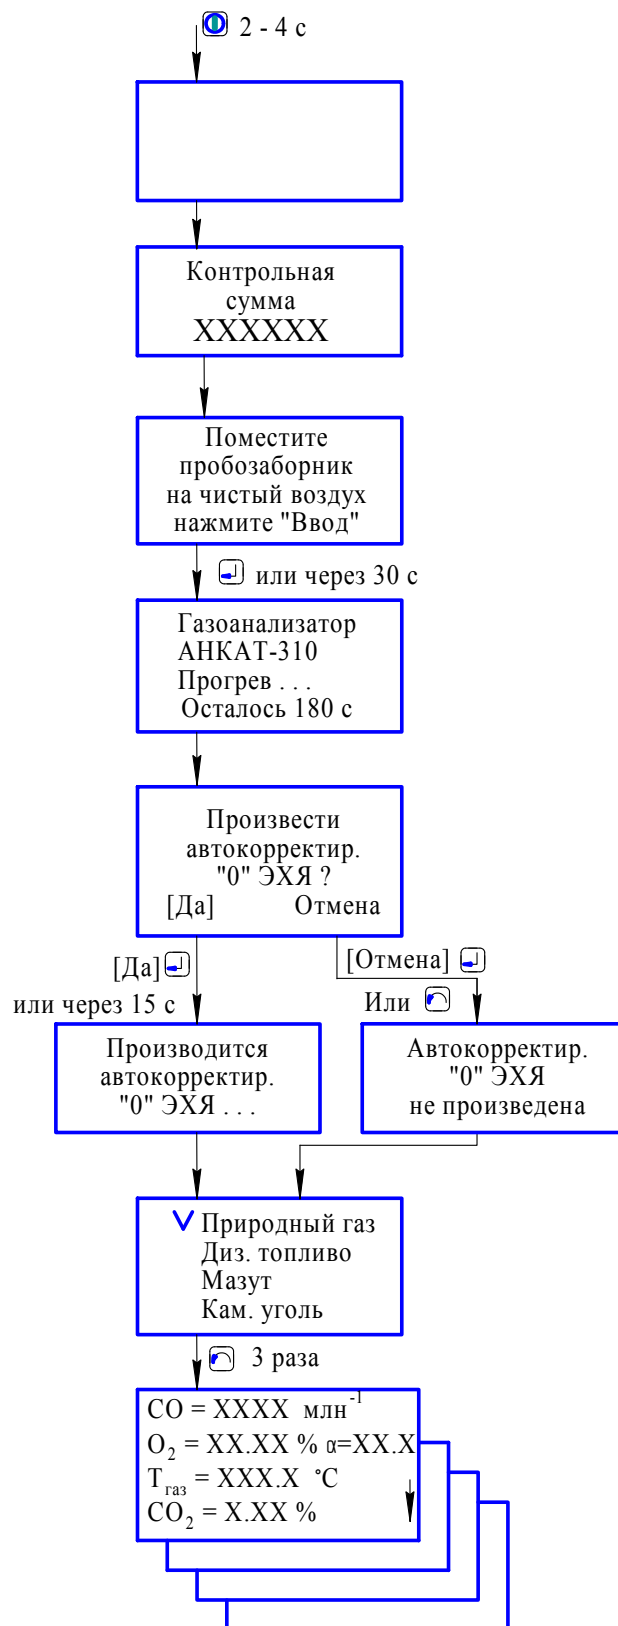 2 - 4 с
Контрольная
сумма
XXXXXX
Поместите
пробозаборник
на чистый воздух
нажмите "Ввод"
или через 30 с
Газоанализатор
АНКАТ-310
Прогрев . . .
Осталось 180 с
Произвести
автокорректир.
"0" ЭХЯ ?
[Да] Отмена
[Да]
или через 15 с
[Отмена]
Или
Производится
автокорректир.
"0" ЭХЯ . . .
Автокорректир.
"0" ЭХЯ
не произведена
Природный газ
Диз. топливо
Мазут
Кам. уголь
3 раза
CO = XXXX млн⁻¹
O₂ = XX.XX % α=XX.X
Tгаз = XXX.X °C
CO₂ = X.XX %